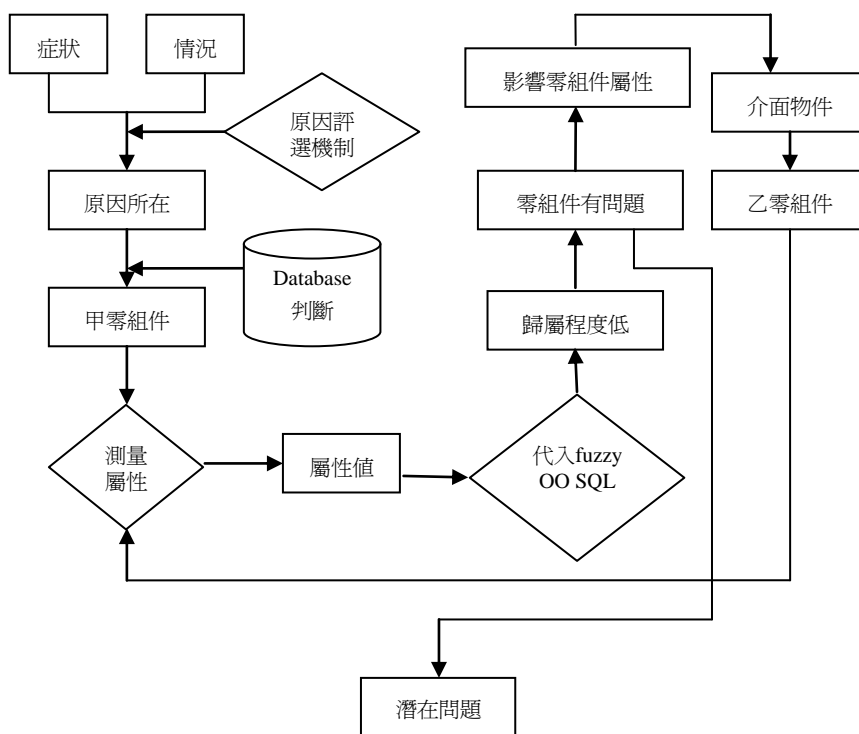 症狀
情況
原因評
選機制
原因所在
Database
判斷
甲零組件
測量
屬性
屬性值
代入fuzzy
OO SQL
歸屬程度低
零組件有問題
影響零組件屬性
介面物件
乙零組件
潛在問題